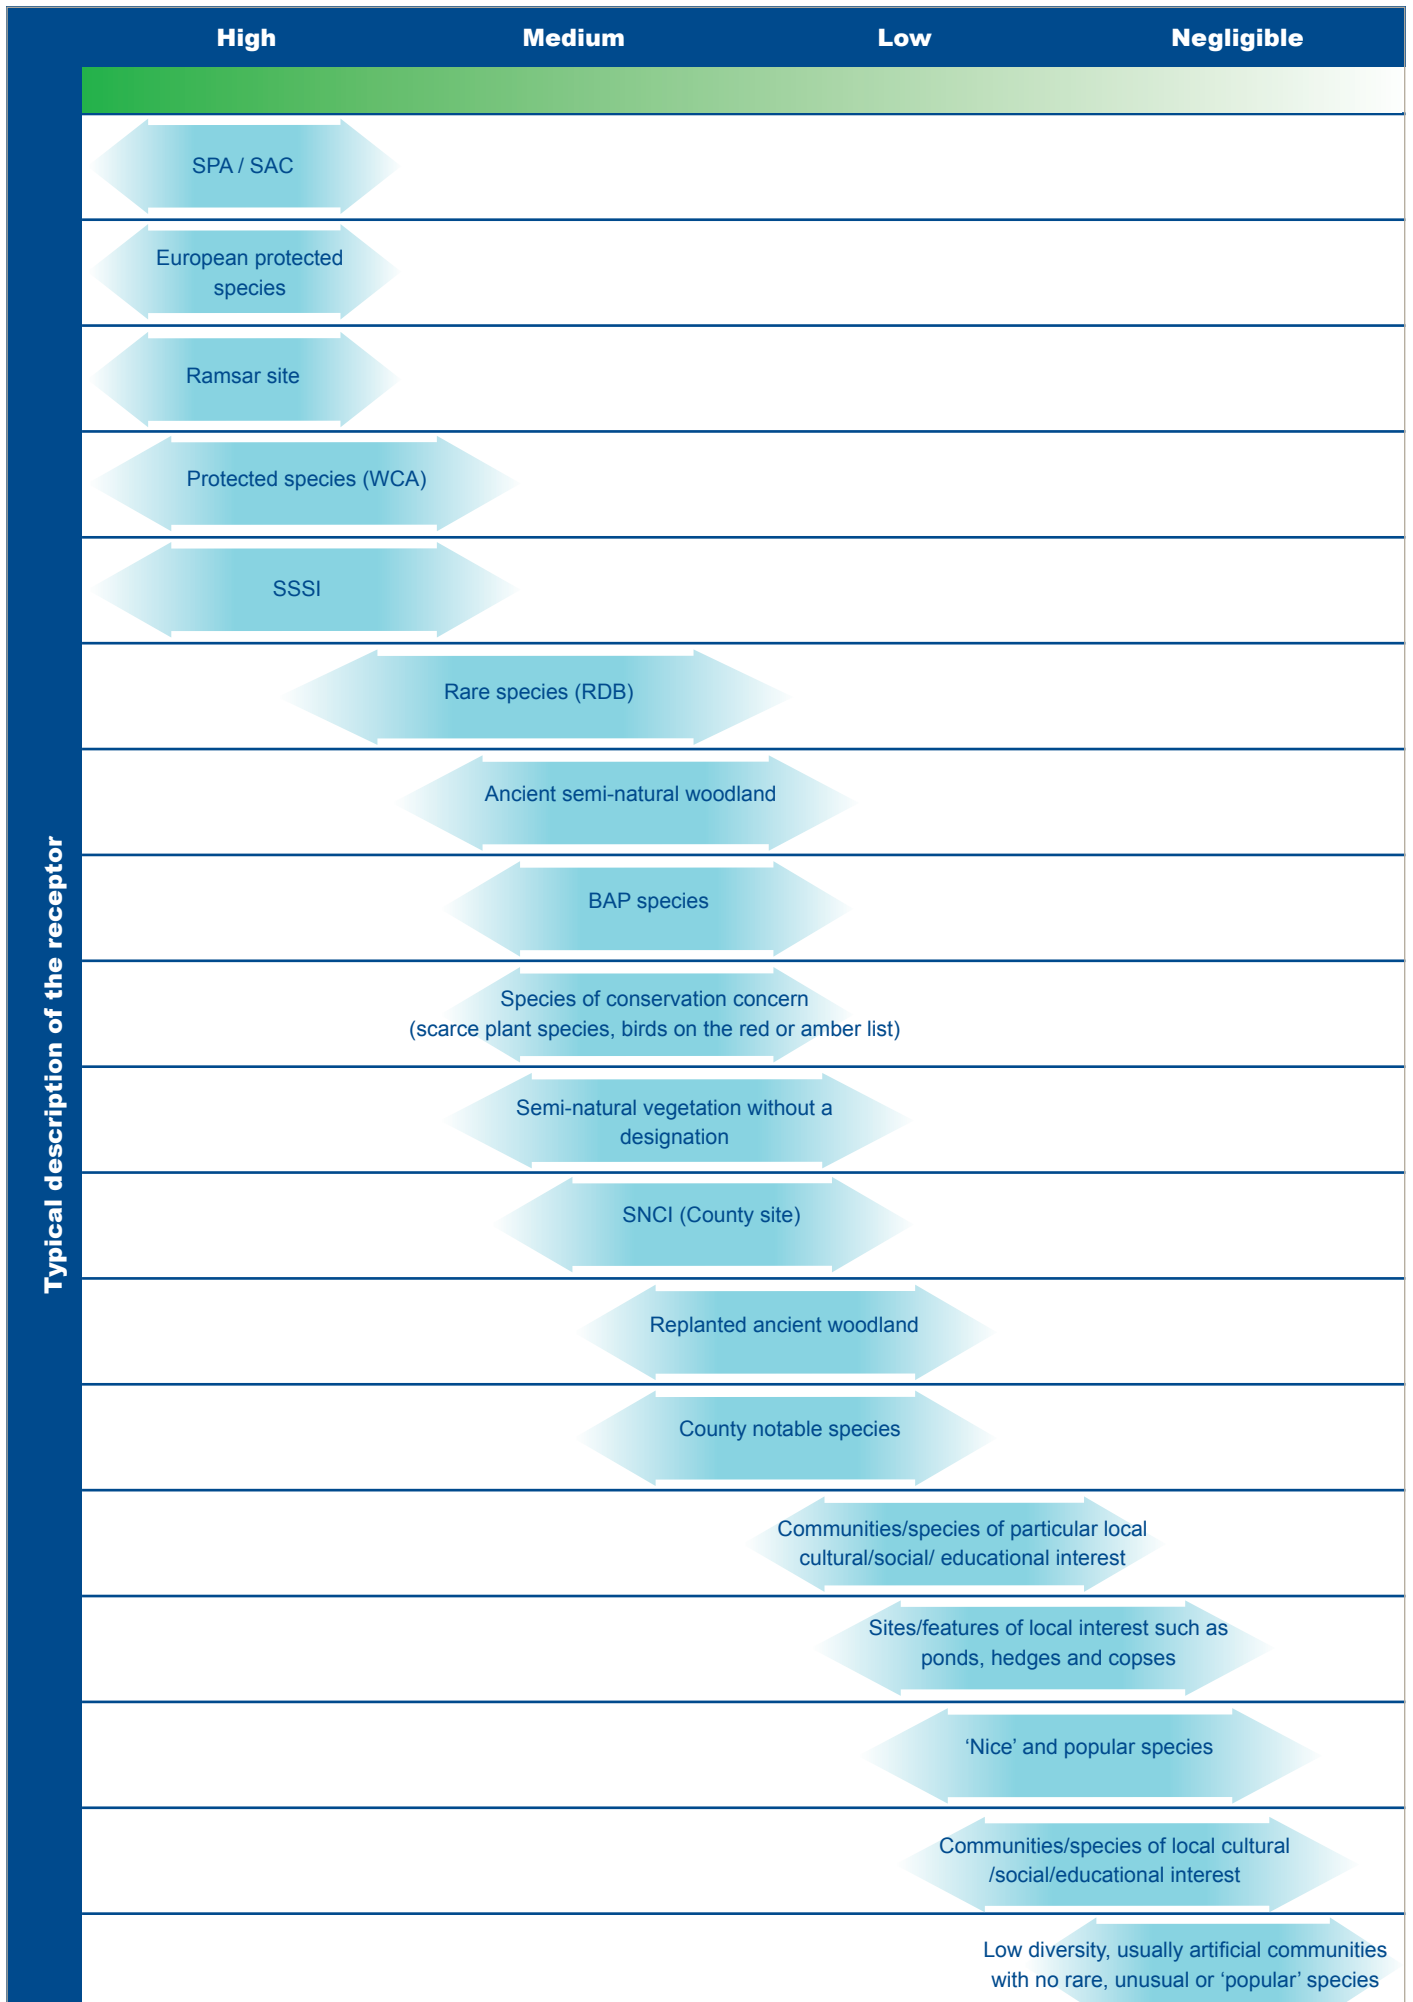 High Medium Low Negligible
Typical description of the receptor
SPA / SAC
European protected
species
Ramsar site
Protected species (WCA)
SSSI
Rare species (RDB)
Ancient semi-natural woodland
BAP species
Species of conservation concern
(scarce plant species, birds on the red or amber list)
Semi-natural vegetation without a
designation
SNCI (County site)
Replanted ancient woodland
County notable species
Communities/species of particular local
cultural/social/ educational interest
Sites/features of local interest such as
ponds, hedges and copses
‘Nice’ and popular species
Communities/species of local cultural
/social/educational interest
Low diversity, usually artificial communities
with no rare, unusual or ‘popular’ species